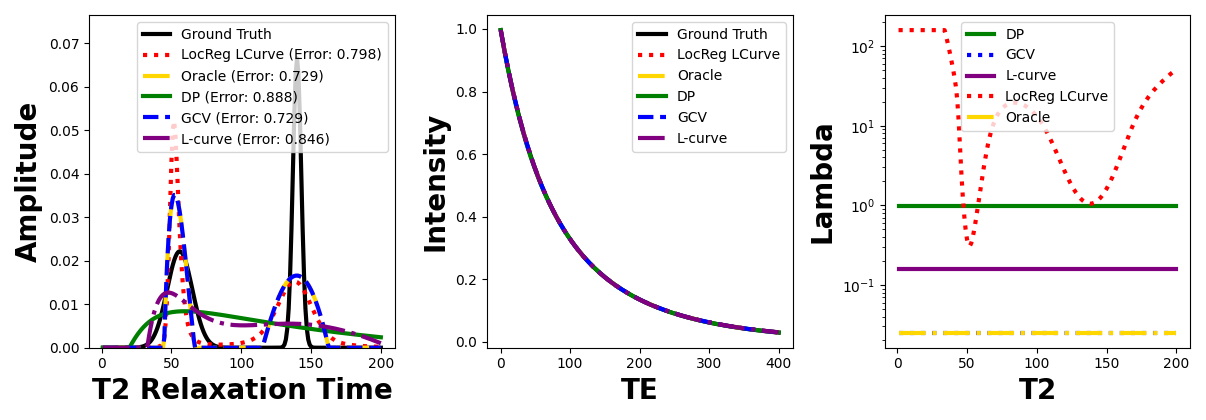 Amplitude
0.07
0.06
0.05
0.04
0.03
0.02
0.01
0.00
Ground Truth
LocReg LCurve (Error: 0.798)
Oracle (Error: 0.729)
DP (Error: 0.888)
GCV (Error: 0.729)
L-curve (Error: 0.846)
0 50 100 150 200
T2 Relaxation Time
Intensity
1.0
0.8
0.6
0.4
0.2
0.0
Ground Truth
LocReg LCurve
Oracle
DP
GCV
L-curve
0 100 200 300 400
TE
Lambda
10²
10¹
10⁰
10⁻¹
DP
GCV
L-curve
LocReg LCurve
Oracle
0 50 100 150 200
T2